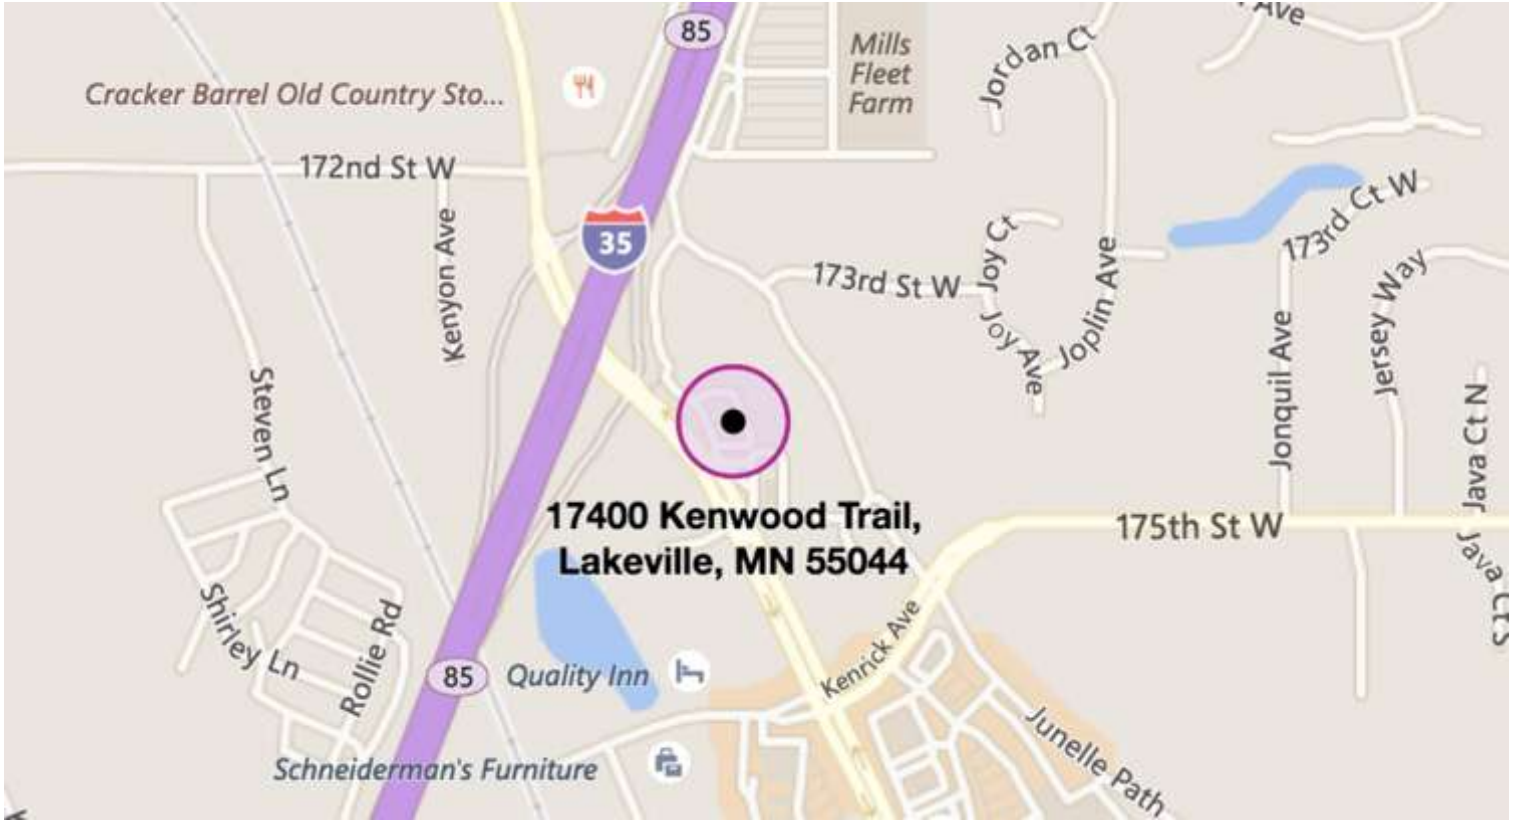 85
Ave
Mills
Fleet
Farm
Jordan Ct
Cracker Barrel Old Country Sto...
172nd St W
Kenyon Ave
35
173rd St W
Joy Ct
Joy Ave
Joplin Ave
173rd Ct W
Jonquil Ave
Jersey Way
Java Ct N
Steven Ln
17400 Kenwood Trail,
Lakeville, MN 55044
175th St W
Java Ct S
Shirley Ln
Rollie Rd
85
Quality Inn
Kenrick Ave
Schneiderman's Furniture
Junelle Path